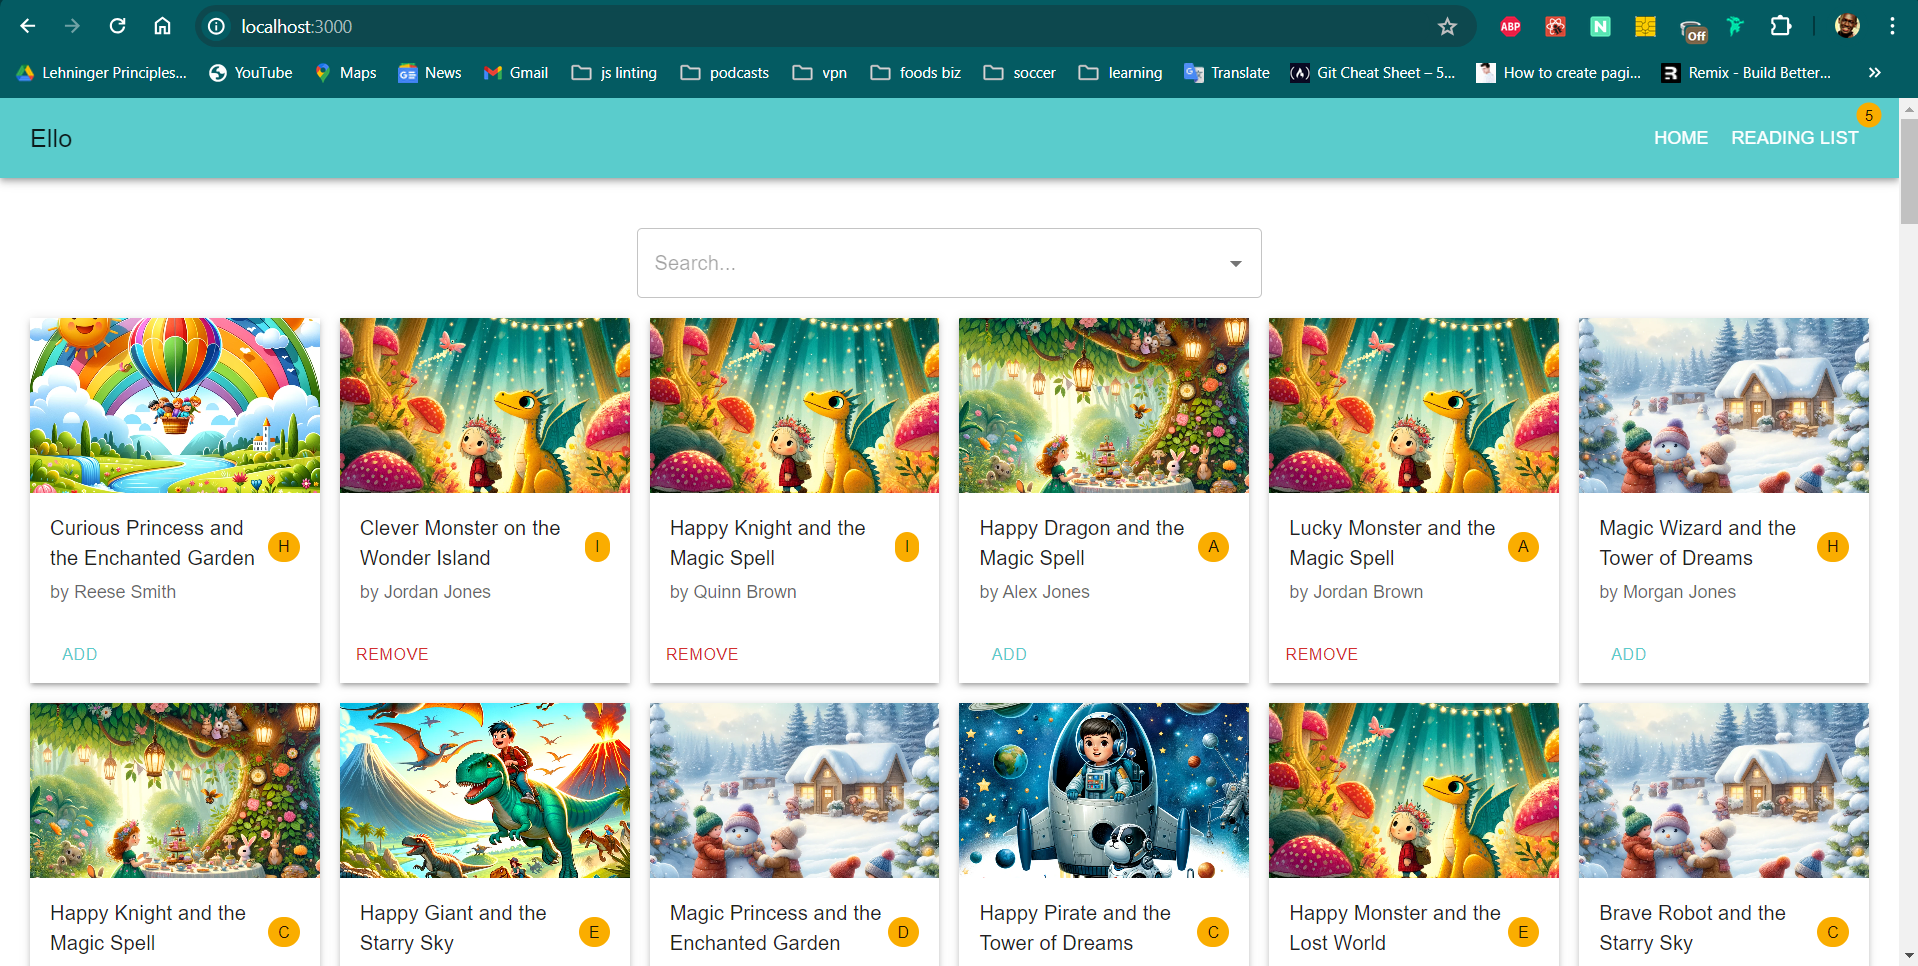 localhost:3000
ABP
N
Off
Lehninger Principles...
YouTube
Maps
News
Gmail
js linting
podcasts
vpn
foods biz
soccer
learning
Translate
Git Cheat Sheet – 5...
How to create pagi...
Remix - Build Better...
Ello
HOME
READING LIST
5
Search...
Curious Princess and
the Enchanted Garden
H
by Reese Smith
ADD
Clever Monster on the
Wonder Island
I
by Jordan Jones
REMOVE
Happy Knight and the
Magic Spell
I
by Quinn Brown
REMOVE
Happy Dragon and the
Magic Spell
A
by Alex Jones
ADD
Lucky Monster and the
Magic Spell
A
by Jordan Brown
REMOVE
Magic Wizard and the
Tower of Dreams
H
by Morgan Jones
ADD
Happy Knight and the
Magic Spell
C
Happy Giant and the
Starry Sky
E
Magic Princess and the
Enchanted Garden
D
Happy Pirate and the
Tower of Dreams
C
Happy Monster and the
Lost World
E
Brave Robot and the
Starry Sky
C